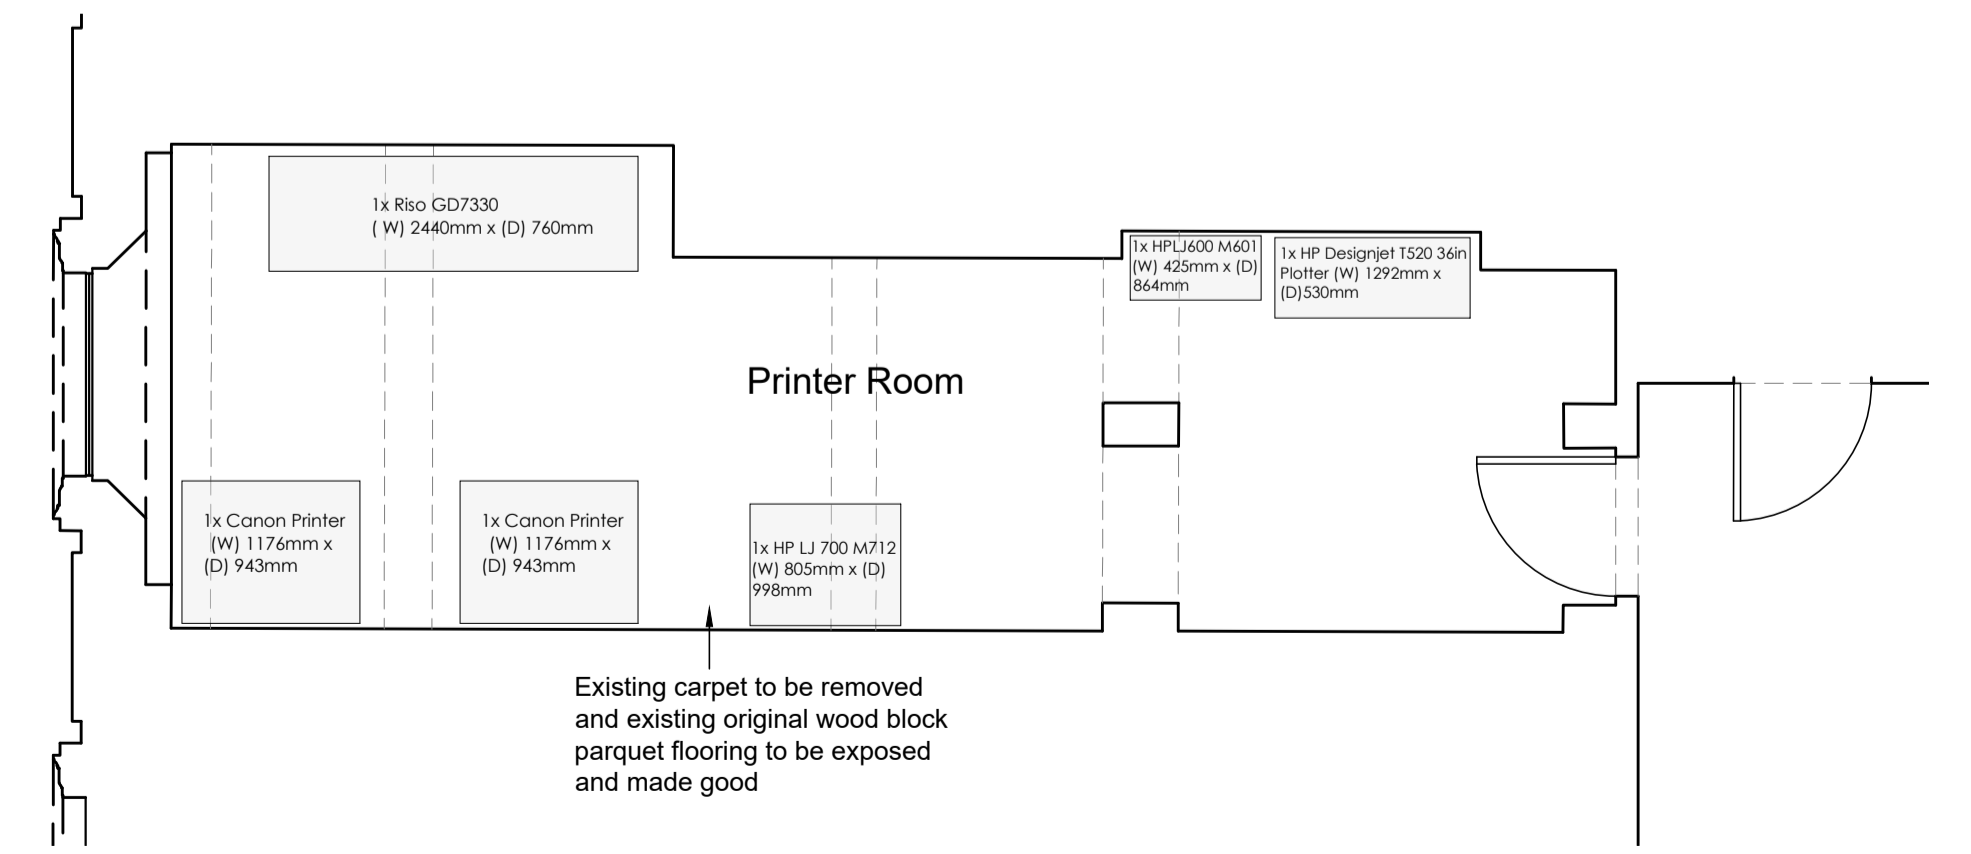 1x Riso GD7330
( W) 2440mm x (D) 760mm
1x HPLJ600 M601
(W) 425mm x (D)
864mm
1x HP Designjet T520 36in
Plotter (W) 1292mm x
(D)530mm
Printer Room
1x Canon Printer
(W) 1176mm x
(D) 943mm
1x Canon Printer
(W) 1176mm x
(D) 943mm
1x HP LJ 700 M712
(W) 805mm x (D)
998mm
Existing carpet to be removed
and existing original wood block
parquet flooring to be exposed
and made good